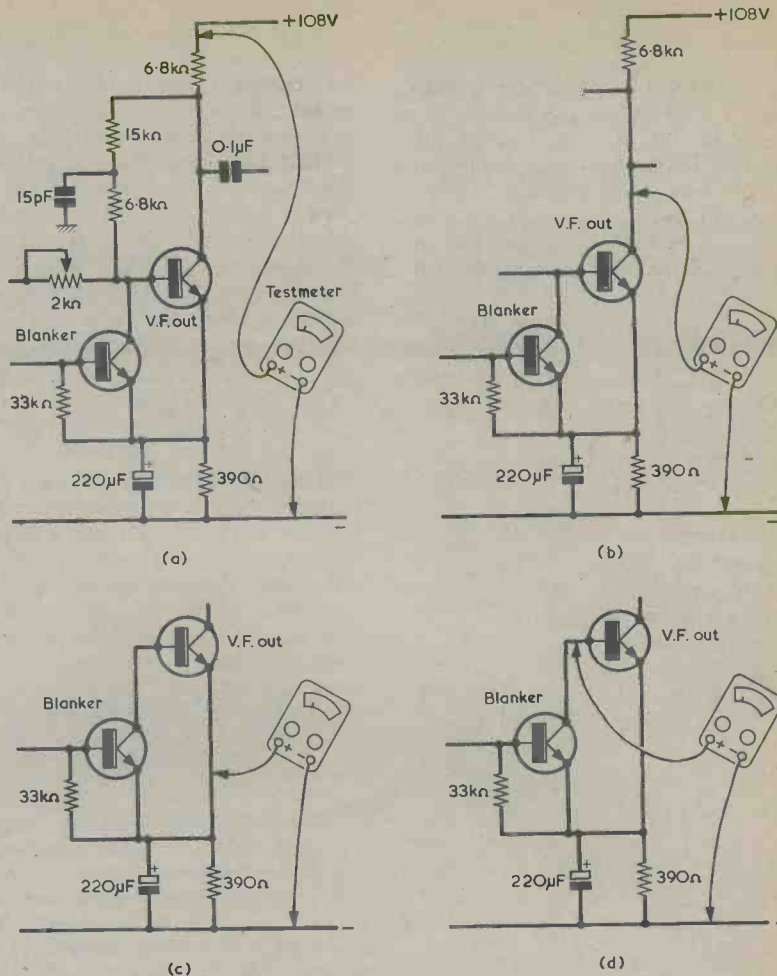 +108V
6·8kΩ
15kΩ
0·1µF
15pF
6·8kΩ
2kΩ
V.F. out
Testmeter
+ -
Blanker
33kΩ
+
220µF
390Ω
-
(a)
+108V
6·8kΩ
V.F. out
+ -
Blanker
33kΩ
+
220µF
390Ω
-
(b)
V.F. out
+ -
Blanker
33kΩ
+
220µF
390Ω
-
(c)
V.F. out
+ -
Blanker
33kΩ
+
220µF
390Ω
-
(d)